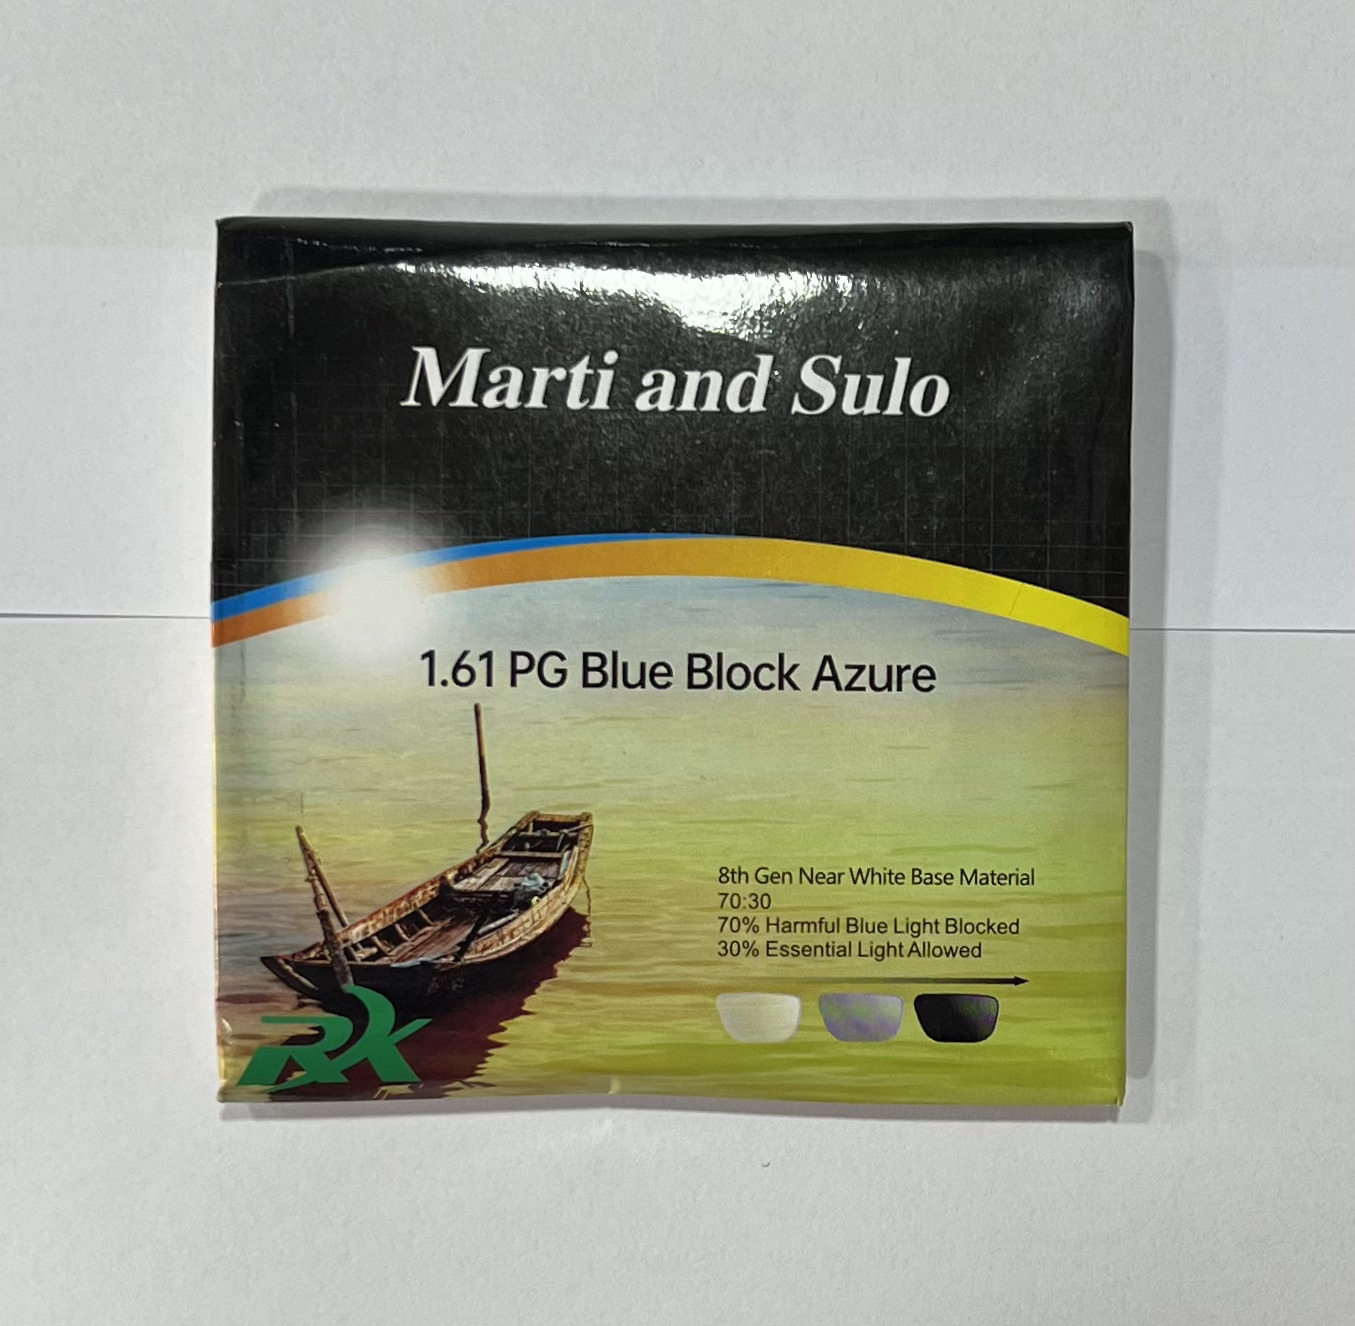 Marti and Sulo
1.61 PG Blue Block Azure
8th Gen Near White Base Material
70:30
70% Harmful Blue Light Blocked
30% Essential Light Allowed
RX